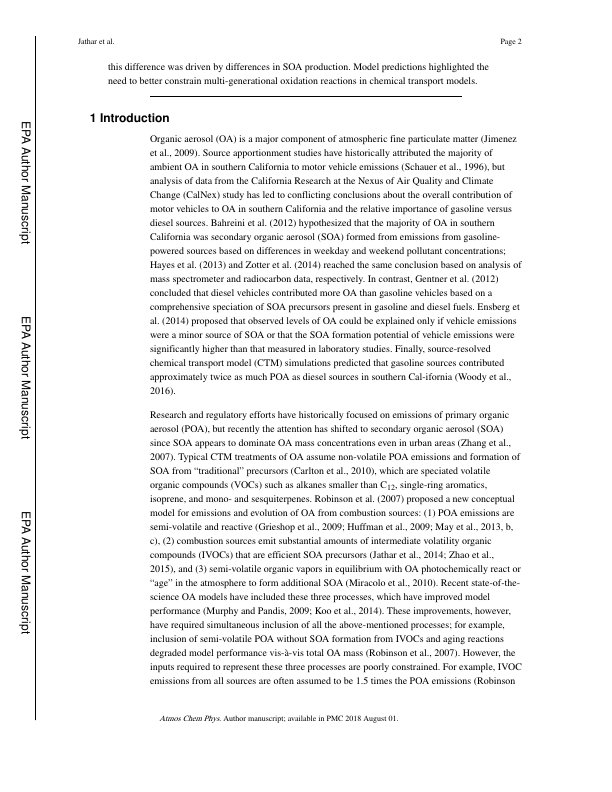 Jathar et al.
Page 2
this difference was driven by differences in SOA production. Model predictions highlighted the
need to better constrain multi-generational oxidation reactions in chemical transport models.
1 Introduction
Organic aerosol (OA) is a major component of atmospheric fine particulate matter (Jimenez
et al., 2009). Source apportionment studies have historically attributed the majority of
ambient OA in southern California to motor vehicle emissions (Schauer et al., 1996), but
analysis of data from the California Research at the Nexus of Air Quality and Climate
Change (CalNex) study has led to conflicting conclusions about the overall contribution of
motor vehicles to OA in southern California and the relative importance of gasoline versus
diesel sources. Bahreini et al. (2012) hypothesized that the majority of OA in southern
California was secondary organic aerosol (SOA) formed from emissions from gasoline-
powered sources based on differences in weekday and weekend pollutant concentrations;
Hayes et al. (2013) and Zotter et al. (2014) reached the same conclusion based on analysis of
mass spectrometer and radiocarbon data, respectively. In contrast, Gentner et al. (2012)
concluded that diesel vehicles contributed more OA than gasoline vehicles based on a
comprehensive speciation of SOA precursors present in gasoline and diesel fuels. Ensberg et
al. (2014) proposed that observed levels of OA could be explained only if vehicle emissions
were a minor source of SOA or that the SOA formation potential of vehicle emissions were
significantly higher than that measured in laboratory studies. Finally, source-resolved
chemical transport model (CTM) simulations predicted that gasoline sources contributed
approximately twice as much POA as diesel sources in southern Cal-ifornia (Woody et al.,
2016).
Research and regulatory efforts have historically focused on emissions of primary organic
aerosol (POA), but recently the attention has shifted to secondary organic aerosol (SOA)
since SOA appears to dominate OA mass concentrations even in urban areas (Zhang et al.,
2007). Typical CTM treatments of OA assume non-volatile POA emissions and formation of
SOA from “traditional” precursors (Carlton et al., 2010), which are speciated volatile
organic compounds (VOCs) such as alkanes smaller than C12, single-ring aromatics,
isoprene, and mono- and sesquiterpenes. Robinson et al. (2007) proposed a new conceptual
model for emissions and evolution of OA from combustion sources: (1) POA emissions are
semi-volatile and reactive (Grieshop et al., 2009; Huffman et al., 2009; May et al., 2013, b,
c), (2) combustion sources emit substantial amounts of intermediate volatility organic
compounds (IVOCs) that are efficient SOA precursors (Jathar et al., 2014; Zhao et al.,
2015), and (3) semi-volatile organic vapors in equilibrium with OA photochemically react or
“age” in the atmosphere to form additional SOA (Miracolo et al., 2010). Recent state-of-the-
science OA models have included these three processes, which have improved model
performance (Murphy and Pandis, 2009; Koo et al., 2014). These improvements, however,
have required simultaneous inclusion of all the above-mentioned processes; for example,
inclusion of semi-volatile POA without SOA formation from IVOCs and aging reactions
degraded model performance vis-à-vis total OA mass (Robinson et al., 2007). However, the
inputs required to represent these three processes are poorly constrained. For example, IVOC
emissions from all sources are often assumed to be 1.5 times the POA emissions (Robinson
Atmos Chem Phys. Author manuscript; available in PMC 2018 August 01.
EPA Author Manuscript
EPA Author Manuscript
EPA Author Manuscript